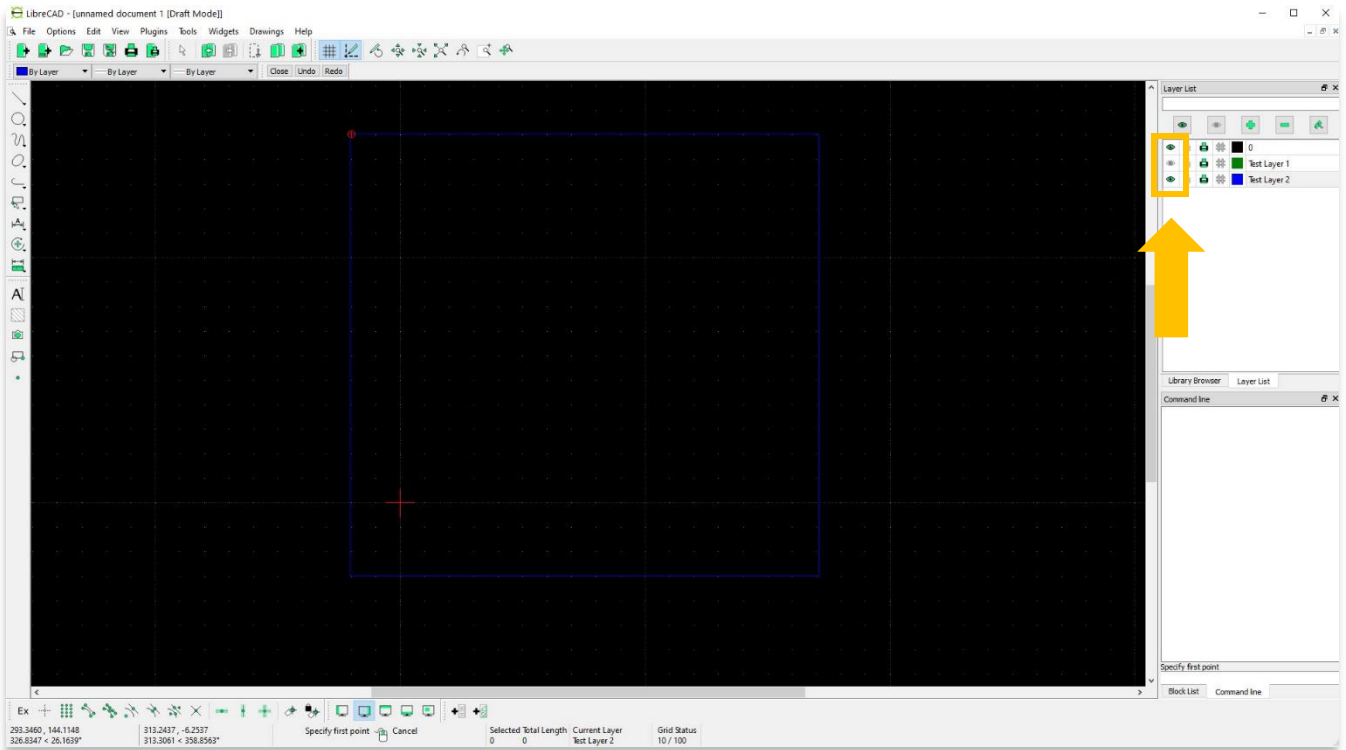 LibreCAD - [unnamed document 1 [Draft Mode]]
File Options Edit View Plugins Tools Widgets Drawings Help
By Layer By Layer By Layer Close Undo Redo
Layer List
0
Test Layer 1
Test Layer 2
Library Browser Layer List
Command line
Specify first point
Block List Command line
Ex
293.3460 , 144.1148 313.2437 , -6.2537 Specify first point Cancel Selected Total Length Current Layer Grid Status
326.8347 < 26.1639° 313.3061 < 358.8563° 0 0 Test Layer 2 10 / 100